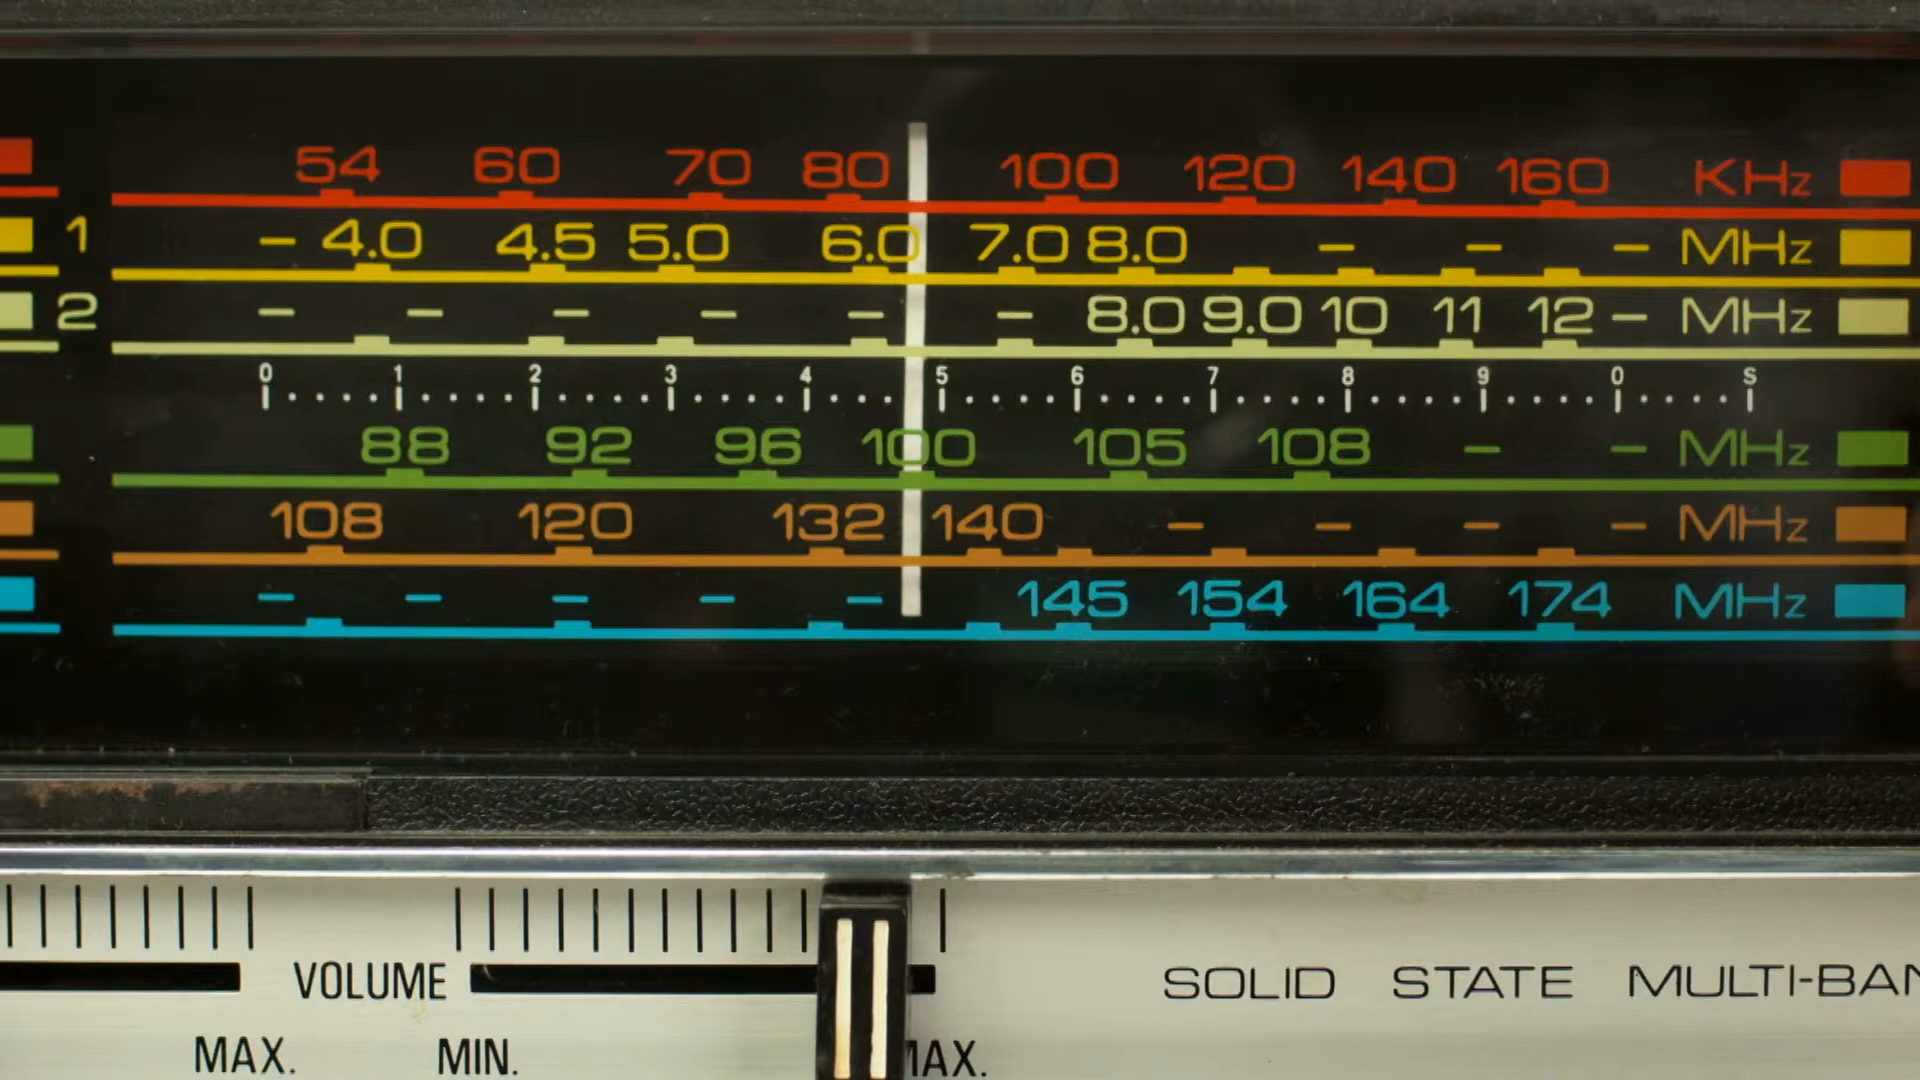 54 60 70 80 100 120 140 160 KHz
1 – 4.0 4.5 5.0 6.0 7.0 8.0 – – – MHz
2 – – – – – – 8.0 9.0 10 11 12 – MHz
0 1 2 3 4 5 6 7 8 9 0 S
88 92 96 100 105 108 – – MHz
108 120 132 140 – – – – MHz
– – – – – 145 154 164 174 MHz
VOLUME SOLID STATE MULTI-BAN
MAX. MIN. MAX.